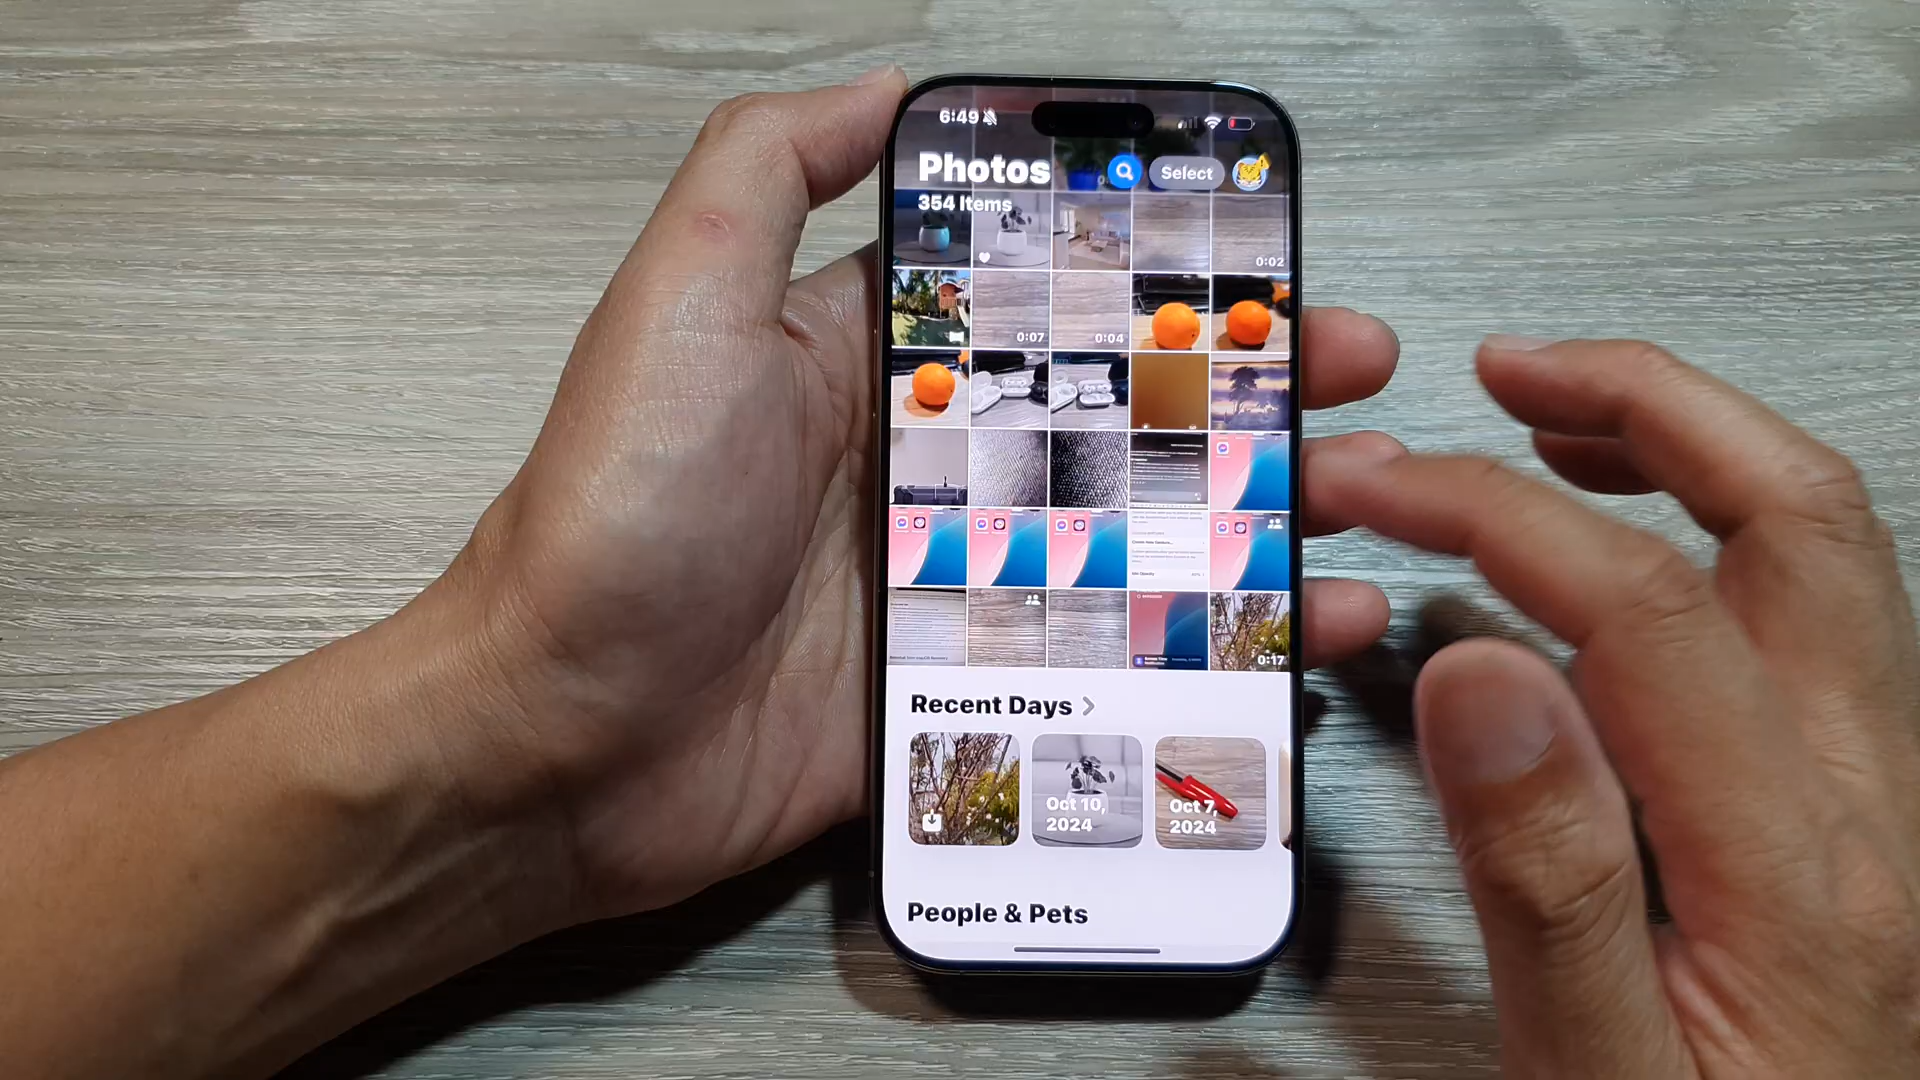 6:49
Photos
Select
354 Items
0:02
0:07
0:04
0:17
Recent Days
Oct 10,
2024
Oct 7,
2024
People & Pets